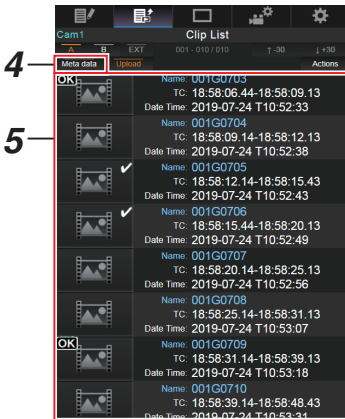 Cam1 Clip List
A B EXT 001 - 010 / 010 ↑ -30 ↓ +30
4 Meta data Upload Actions
5
OK Name: 001G0703
TC: 18:58:06.44-18:58:09.13
Date Time: 2019-07-24 T10:52:33
Name: 001G0704
TC: 18:58:09.14-18:58:12.13
Date Time: 2019-07-24 T10:52:38
Name: 001G0705
TC: 18:58:12.14-18:58:15.43
Date Time: 2019-07-24 T10:52:43
Name: 001G0706
TC: 18:58:15.44-18:58:20.13
Date Time: 2019-07-24 T10:52:49
Name: 001G0707
TC: 18:58:20.14-18:58:25.13
Date Time: 2019-07-24 T10:52:56
Name: 001G0708
TC: 18:58:25.14-18:58:31.13
Date Time: 2019-07-24 T10:53:07
OK Name: 001G0709
TC: 18:58:31.14-18:58:39.13
Date Time: 2019-07-24 T10:53:18
Name: 001G0710
TC: 18:58:39.14-18:58:48.43
Date Time: 2019-07-24 T10:53:31